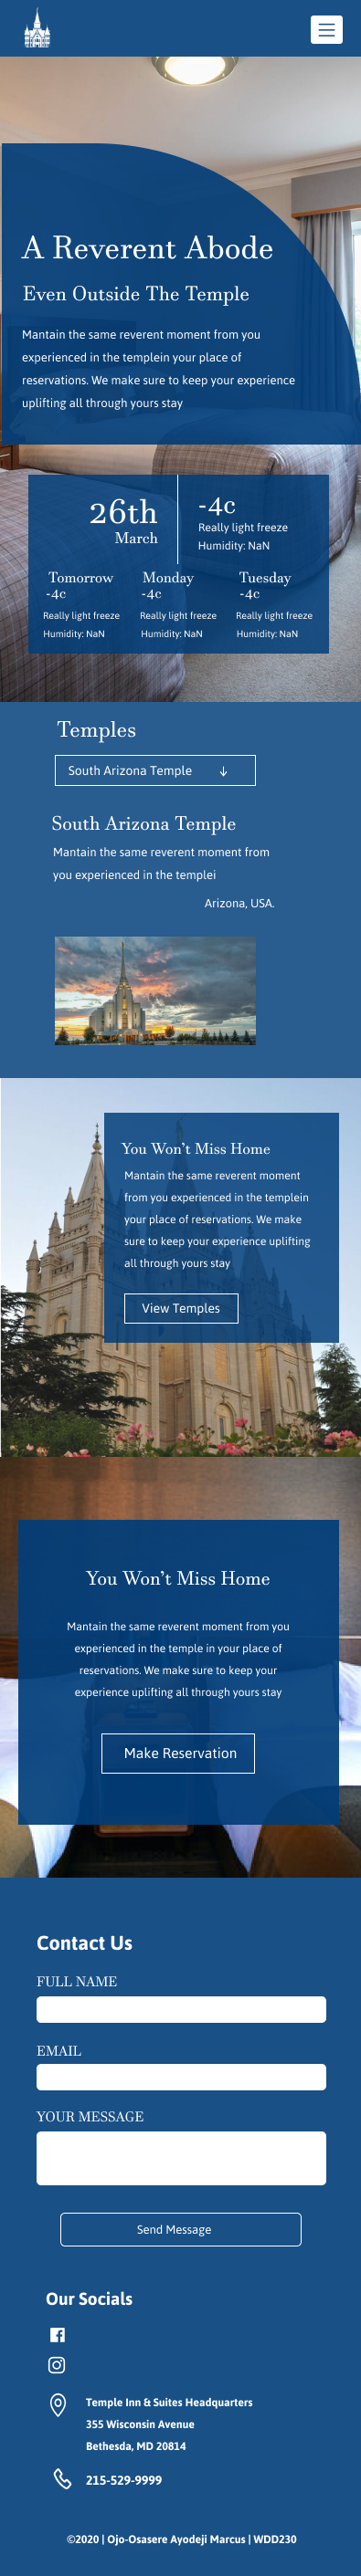 A Reverent Abode
Even Outside The Temple
Mantain the same reverent moment from you
experienced in the templein your place of
reservations. We make sure to keep your experience
uplifting all through yours stay
26th
March
-4c
Really light freeze
Humidity: NaN
Tomorrow
-4c
Really light freeze
Humidity: NaN
Monday
-4c
Really light freeze
Humidity: NaN
Tuesday
-4c
Really light freeze
Humidity: NaN
Temples
South Arizona Temple ↓
South Arizona Temple
Mantain the same reverent moment from
you experienced in the templei
Arizona, USA.
You Won't Miss Home
Mantain the same reverent moment
from you experienced in the templein
your place of reservations. We make
sure to keep your experience uplifting
all through yours stay
View Temples
You Won't Miss Home
Mantain the same reverent moment from you
experienced in the temple in your place of
reservations. We make sure to keep your
experience uplifting all through yours stay
Make Reservation
Contact Us
FULL NAME
EMAIL
YOUR MESSAGE
Send Message
Our Socials
Temple Inn & Suites Headquarters
355 Wisconsin Avenue
Bethesda, MD 20814
215-529-9999
©2020 | Ojo-Osasere Ayodeji Marcus | WDD230